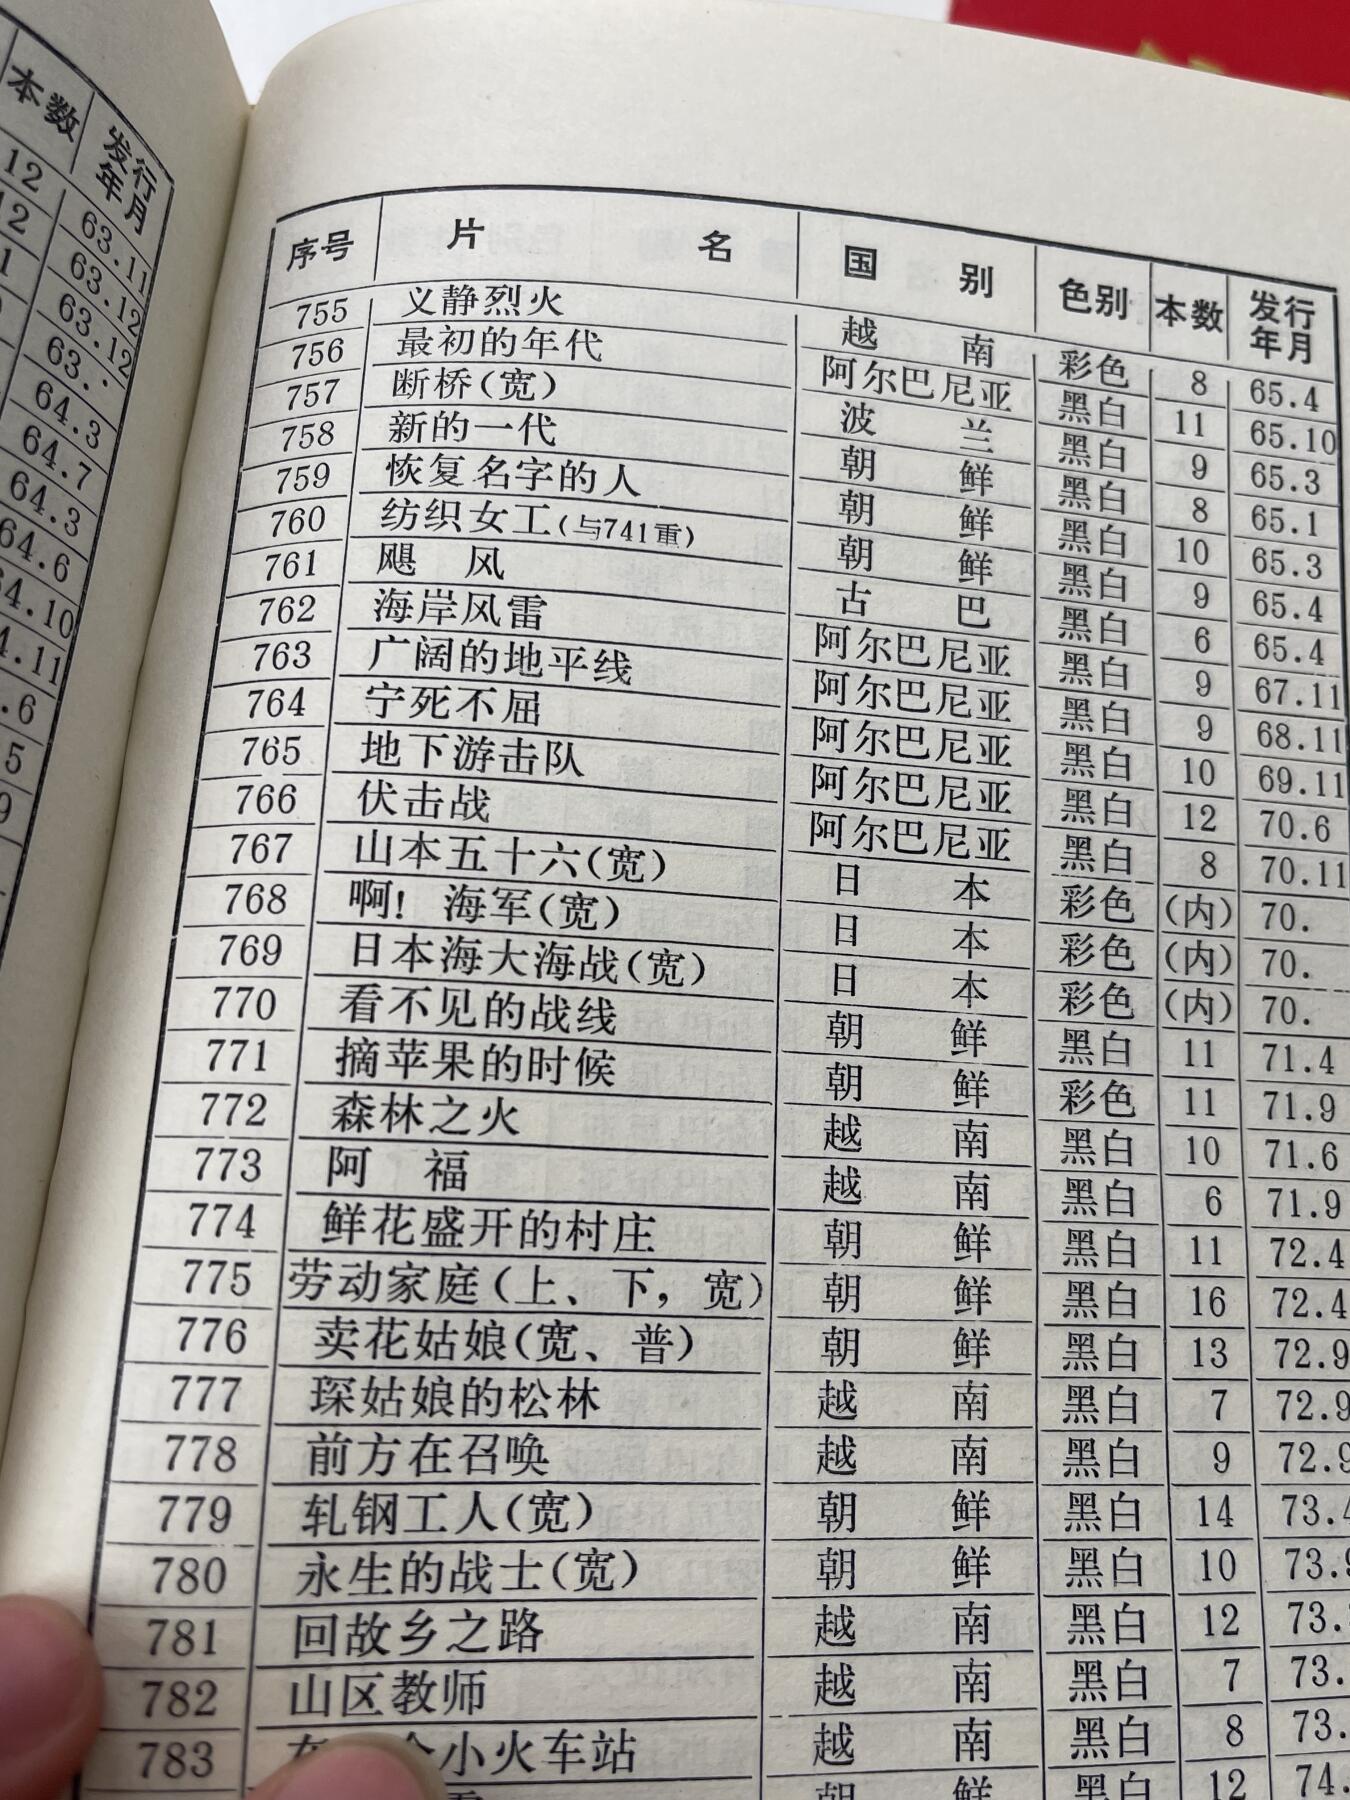 本数 发行年月
12 63.11
12 63.12
1 63.12
63..
64.3
64.7
64.3
64.6
64.10
4.11
.6
5
9
序号 片名 国别 色别 本数 发行年月
755 义静烈火 越南 彩色 8 65.4
756 最初的年代 阿尔巴尼亚 黑白 11 65.10
757 断桥(宽) 波兰 黑白 9 65.3
758 新的一代 朝鲜 黑白 8 65.1
759 恢复名字的人 朝鲜 黑白 10 65.3
760 纺织女工(与741重) 朝鲜 黑白 9 65.4
761 飓风 古巴 黑白 6 65.4
762 海岸风雷 阿尔巴尼亚 黑白 9 67.11
763 广阔的地平线 阿尔巴尼亚 黑白 9 68.11
764 宁死不屈 阿尔巴尼亚 黑白 10 69.11
765 地下游击队 阿尔巴尼亚 黑白 12 70.6
766 伏击战 阿尔巴尼亚 黑白 8 70.11
767 山本五十六(宽) 日本 彩色 (内) 70.
768 啊! 海军(宽) 日本 彩色 (内) 70.
769 日本海大海战(宽) 日本 彩色 (内) 70.
770 看不见的战线 朝鲜 黑白 11 71.4
771 摘苹果的时候 朝鲜 彩色 11 71.9
772 森林之火 越南 黑白 10 71.6
773 阿福 越南 黑白 6 71.9
774 鲜花盛开的村庄 朝鲜 黑白 11 72.4
775 劳动家庭(上、下，宽) 朝鲜 黑白 16 72.4
776 卖花姑娘(宽、普) 朝鲜 黑白 13 72.9
777 琛姑娘的松林 越南 黑白 7 72.9
778 前方在召唤 越南 黑白 9 72.9
779 轧钢工人(宽) 朝鲜 黑白 14 73.4
780 永生的战士(宽) 朝鲜 黑白 10 73.9
781 回故乡之路 越南 黑白 12 73.
782 山区教师 越南 黑白 7 73.
783 小火车站 越南 黑白 8 73.
朝鲜 黑白 12 74.